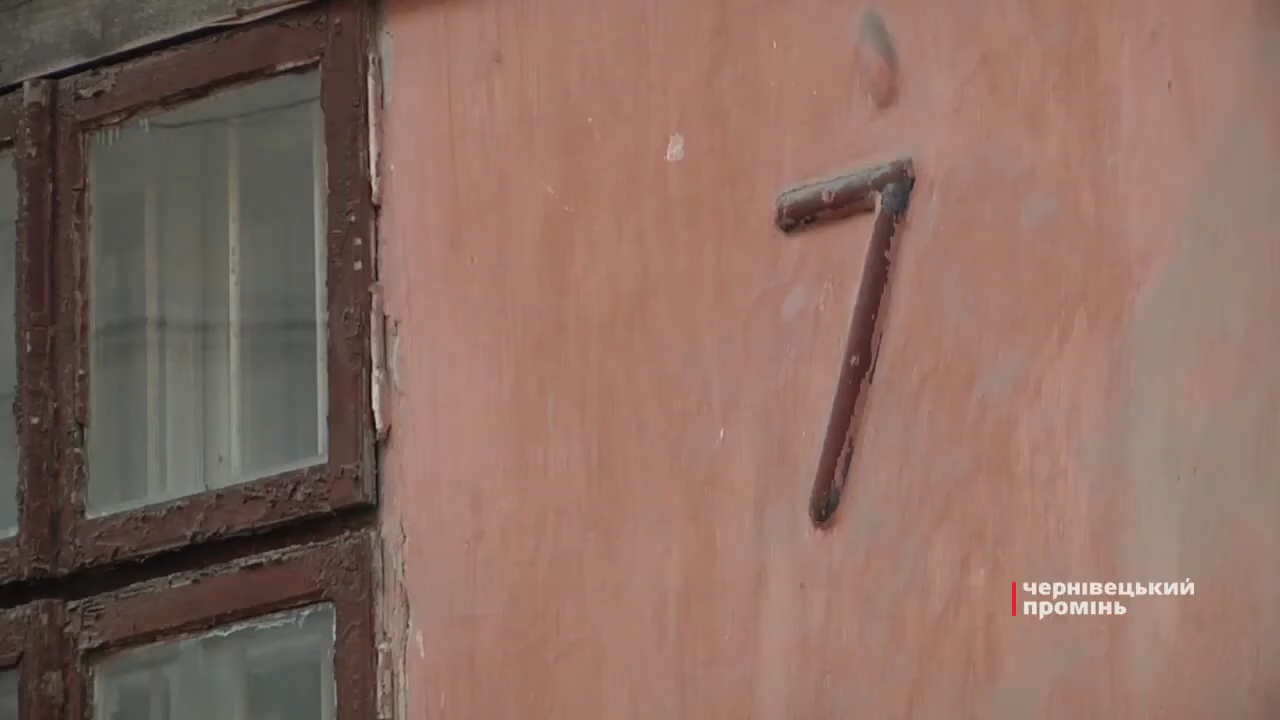 7
чернівецький
промінь